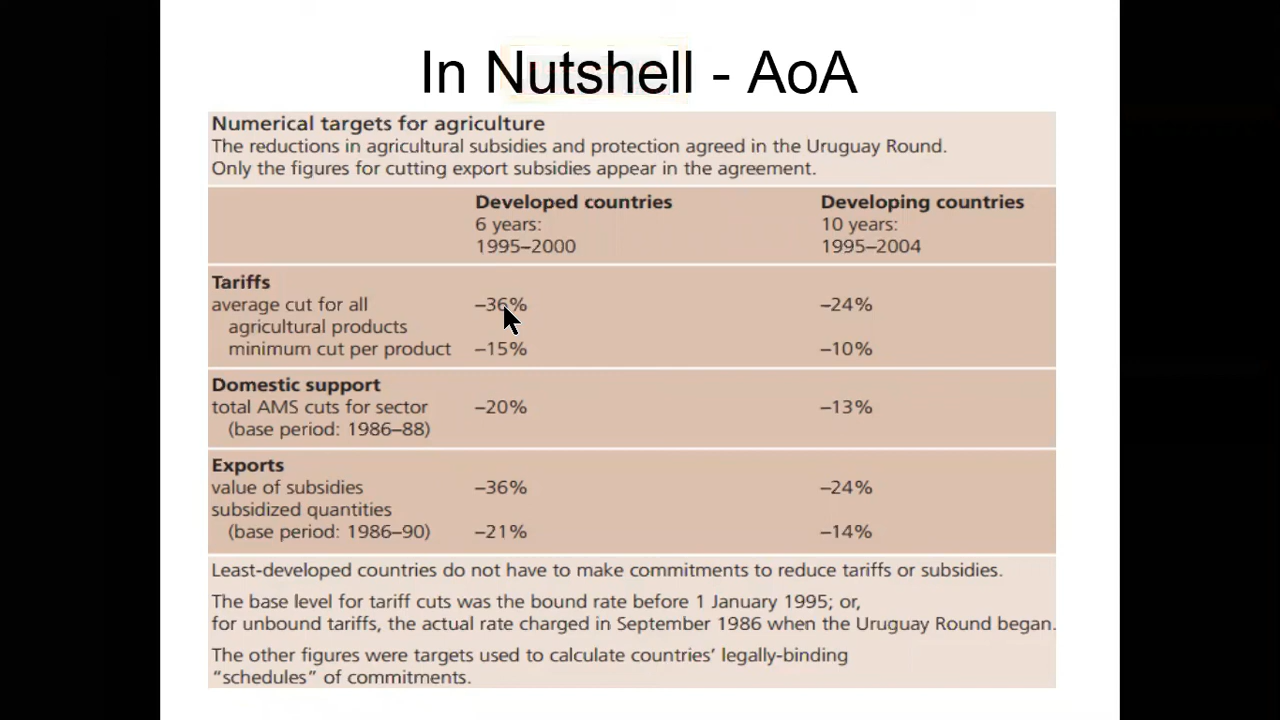 In Nutshell - AoA
Numerical targets for agriculture
The reductions in agricultural subsidies and protection agreed in the Uruguay Round.
Only the figures for cutting export subsidies appear in the agreement.
Developed countries Developing countries
6 years: 10 years:
1995–2000 1995–2004
Tariffs
average cut for all –36% –24%
agricultural products
minimum cut per product –15% –10%
Domestic support
total AMS cuts for sector –20% –13%
(base period: 1986–88)
Exports
value of subsidies –36% –24%
subsidized quantities
(base period: 1986–90) –21% –14%
Least-developed countries do not have to make commitments to reduce tariffs or subsidies.
The base level for tariff cuts was the bound rate before 1 January 1995; or,
for unbound tariffs, the actual rate charged in September 1986 when the Uruguay Round began.
The other figures were targets used to calculate countries’ legally-binding
“schedules” of commitments.